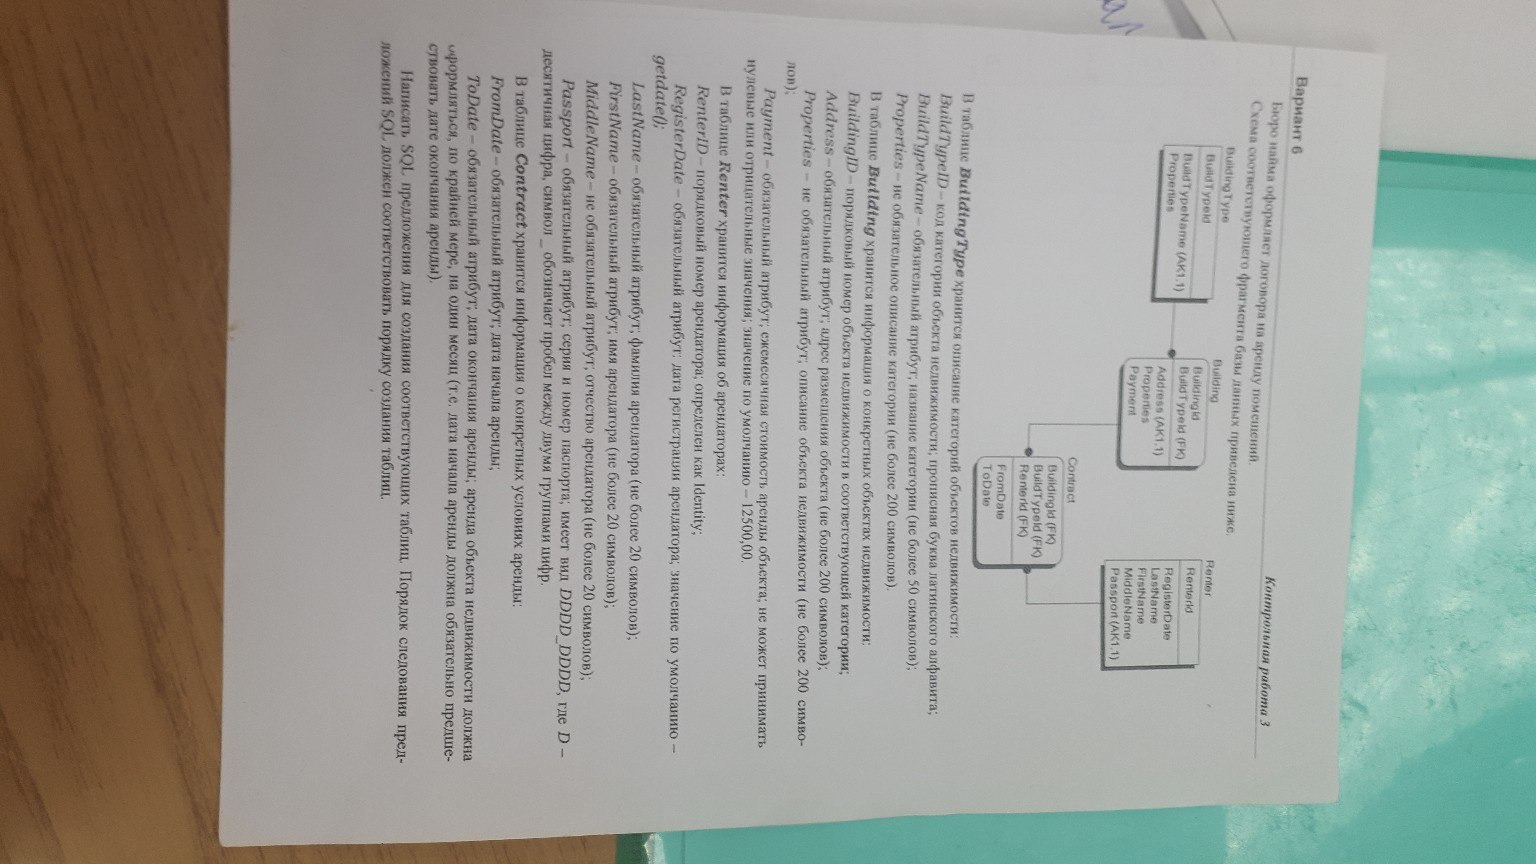 Контрольная работа 3
Вариант 6
Бюро найма оформляет договора на аренду помещений.
Схема соответствующего фрагмента базы данных приведена ниже.
BuildingType
BuildTypeId
BuildTypeName (AK1.1)
Properties
Building
BuildingId
BuildTypeId (FK)
Address (AK1.1)
Properties
Payment
Contract
BuildingId (FK)
BuildTypeId (FK)
RenterId (FK)
FromDate
ToDate
Renter
RenterId
RegisterDate
LastName
FirstName
MiddleName
Passport (AK1.1)
В таблице BuildingType хранится описание категорий объектов недвижимости:
BuildTypeID – код категории объекта недвижимости; прописная буква латинского алфавита;
BuildTypeName – обязательный атрибут, название категории (не более 50 символов);
Properties – не обязательное описание категории (не более 200 символов).
В таблице Building хранится информация о конкретных объектах недвижимости:
BuildingID – порядковый номер объекта недвижимости в соответствующей категории;
Address – обязательный атрибут; адрес размещения объекта (не более 200 символов);
Properties – не обязательный атрибут; описание объекта недвижимости (не более 200 симво-
лов);
Payment – обязательный атрибут; ежемесячная стоимость аренды объекта; не может принимать
нулевые или отрицательные значения; значение по умолчанию – 12500,00.
В таблице Renter хранится информация об арендаторах:
RenterID – порядковый номер арендатора, определен как Identity;
RegisterDate – обязательный атрибут: дата регистрации арендатора; значение по умолчанию –
getdate();
LastName – обязательный атрибут; фамилия арендатора (не более 20 символов);
FirstName – обязательный атрибут; имя арендатора (не более 20 символов);
MiddleName – не обязательный атрибут; отчество арендатора (не более 20 символов);
Passport – обязательный атрибут; серия и номер паспорта; имеет вид DDDD_DDDD, где D –
десятичная цифра, символ _ обозначает пробел между двумя группами цифр.
В таблице Contract хранится информация о конкретных условиях аренды:
FromDate – обязательный атрибут; дата начала аренды;
ToDate – обязательный атрибут; дата окончания аренды; аренда объекта недвижимости должна
оформляться, по крайней мере, на один месяц (т.е. дата начала аренды должна обязательно предше-
ствовать дате окончания аренды).
Написать SQL предложения для создания соответствующих таблиц. Порядок следования пред-
ложений SQL должен соответствовать порядку создания таблиц.